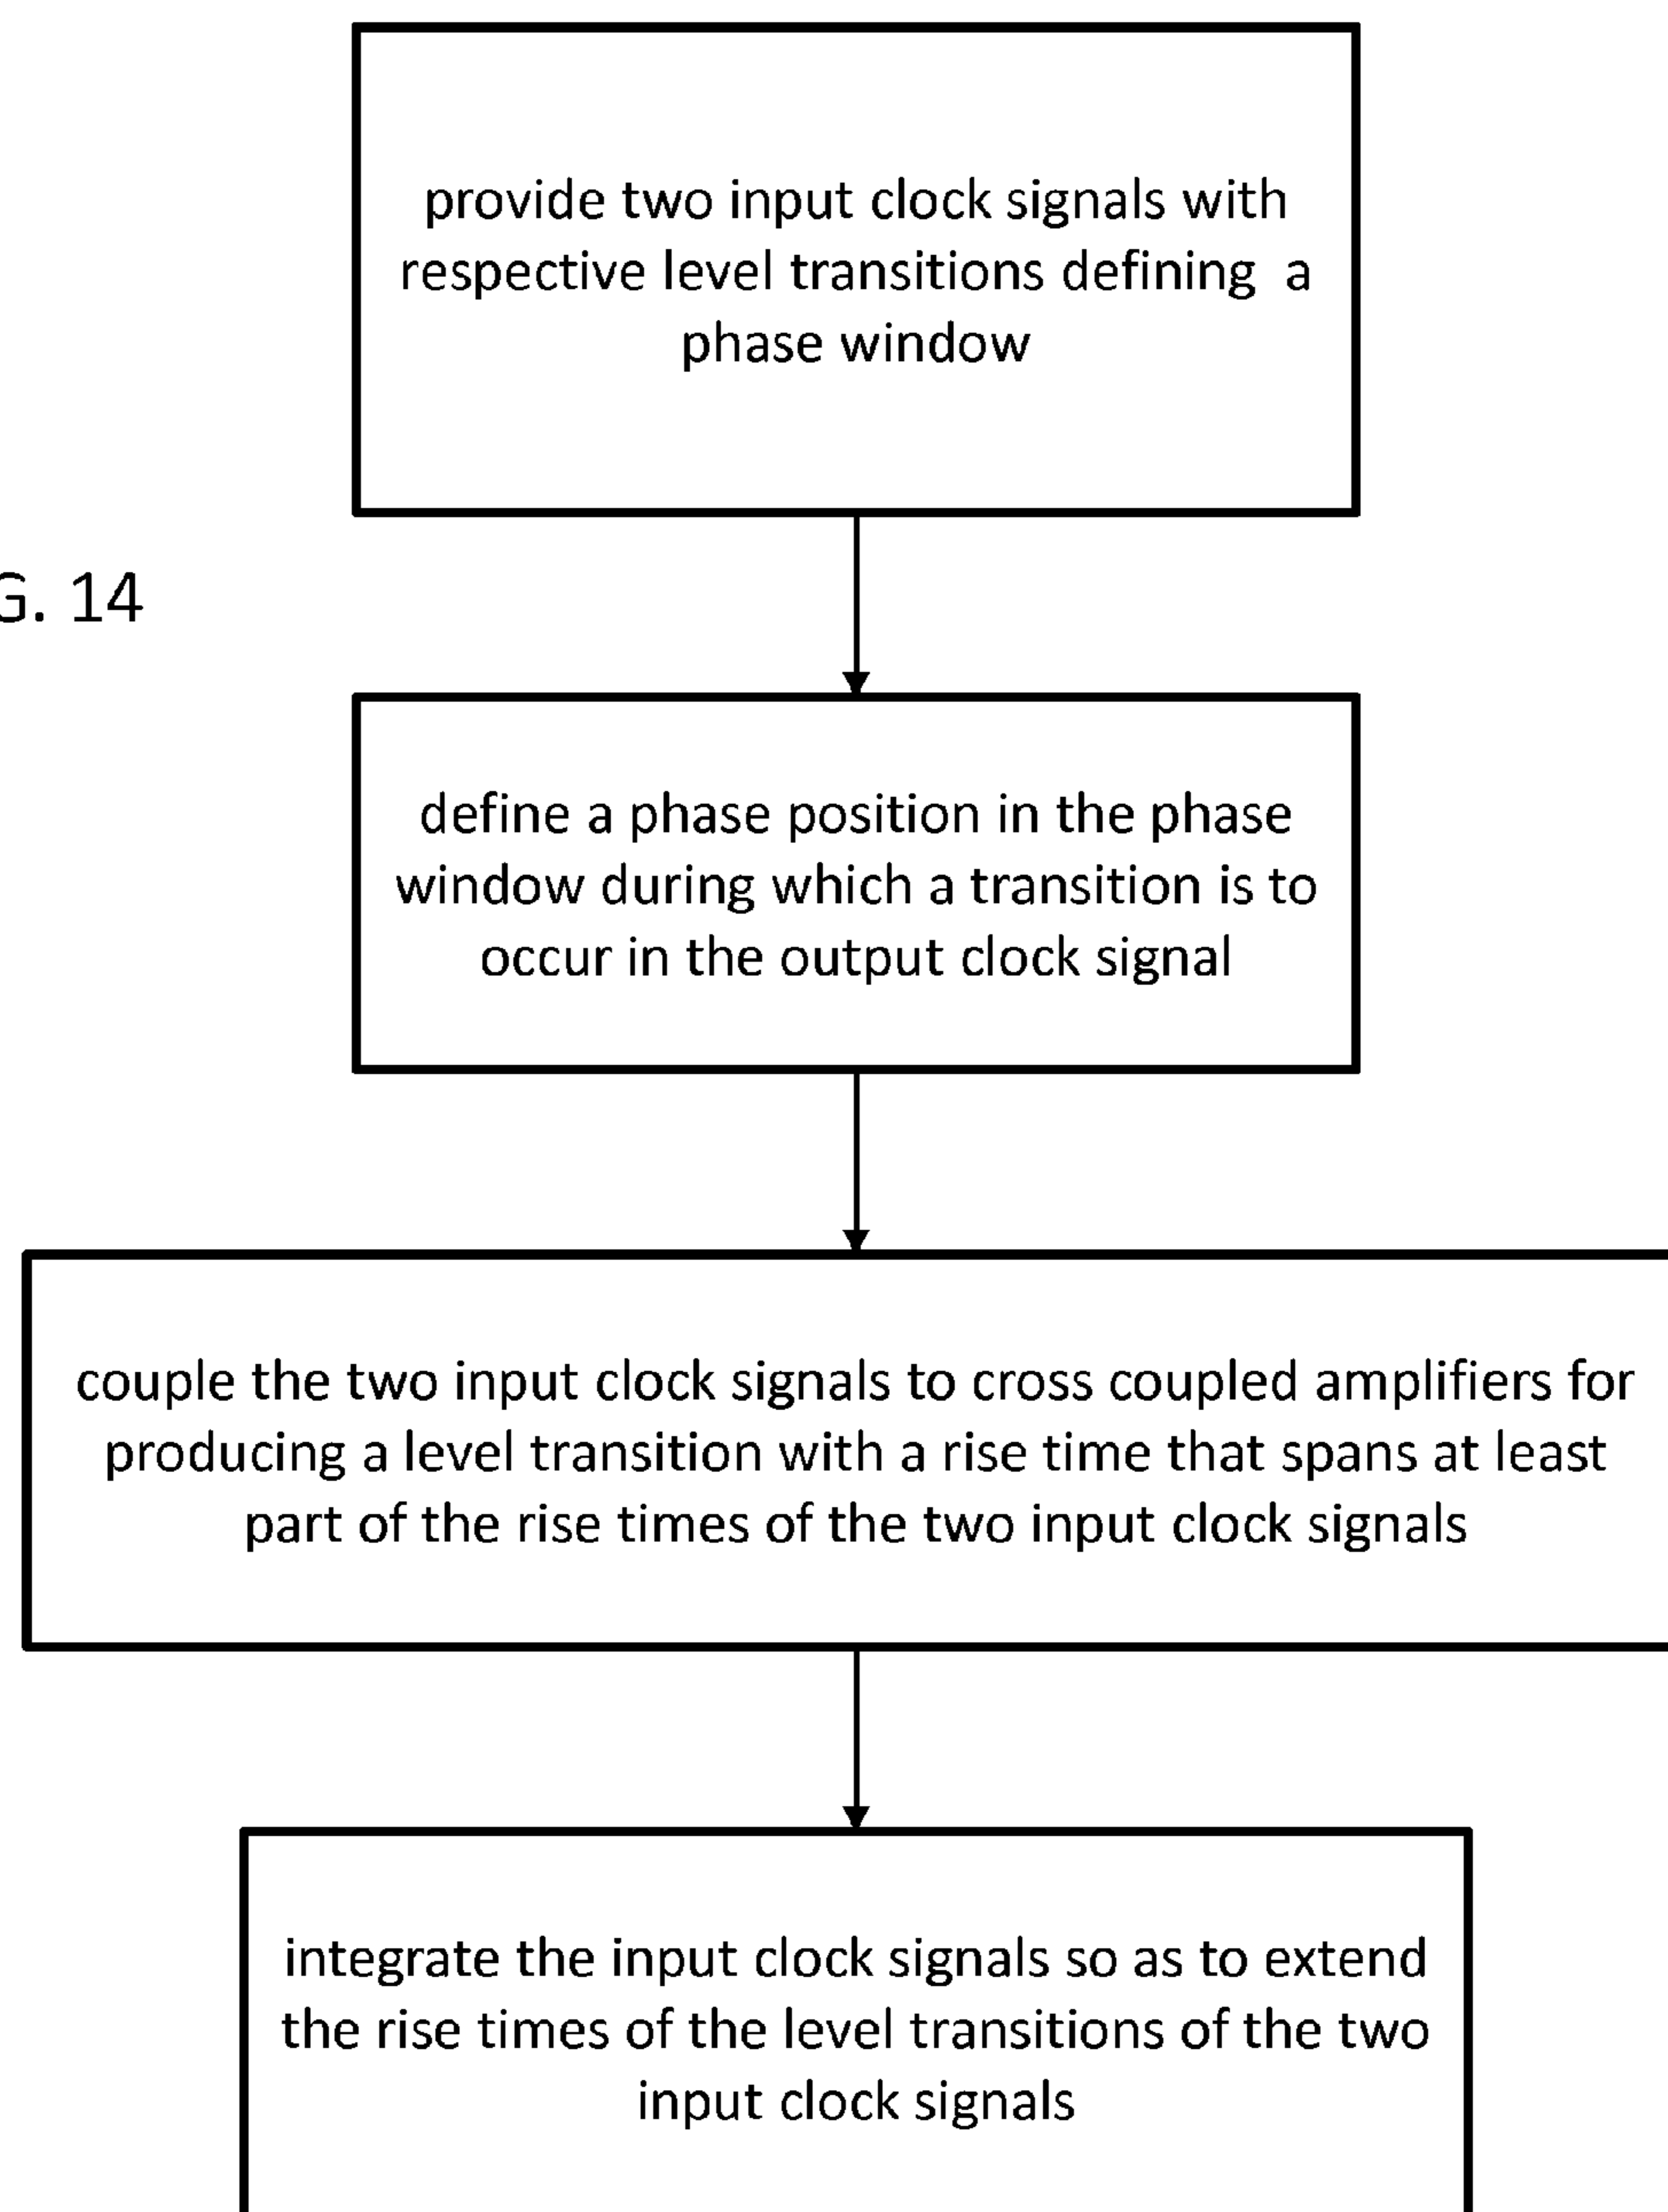 provide two input clock signals with
respective level transitions defining a
phase window
G. 14
define a phase position in the phase
window during which a transition is to
occur in the output clock signal
couple the two input clock signals to cross coupled amplifiers for
producing a level transition with a rise time that spans at least
part of the rise times of the two input clock signals
integrate the input clock signals so as to extend
the rise times of the level transitions of the two
input clock signals